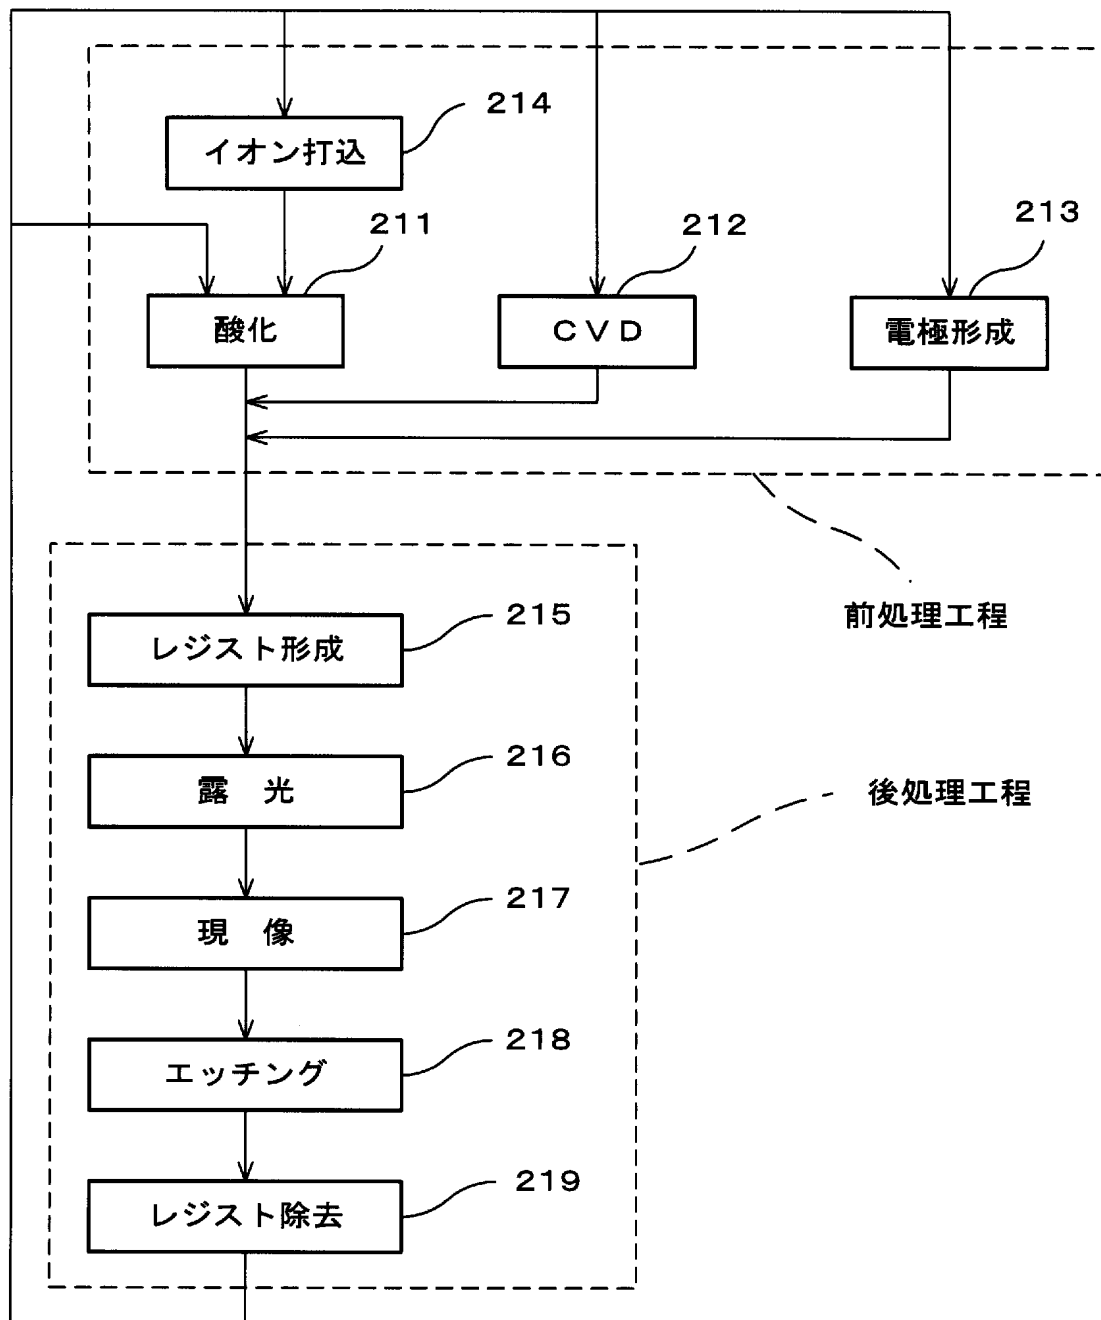 214
イオン打込
211
212
213
酸化
CVD
電極形成
前処理工程
215
レジスト形成
216
露 光
後処理工程
217
現 像
218
エッチング
219
レジスト除去